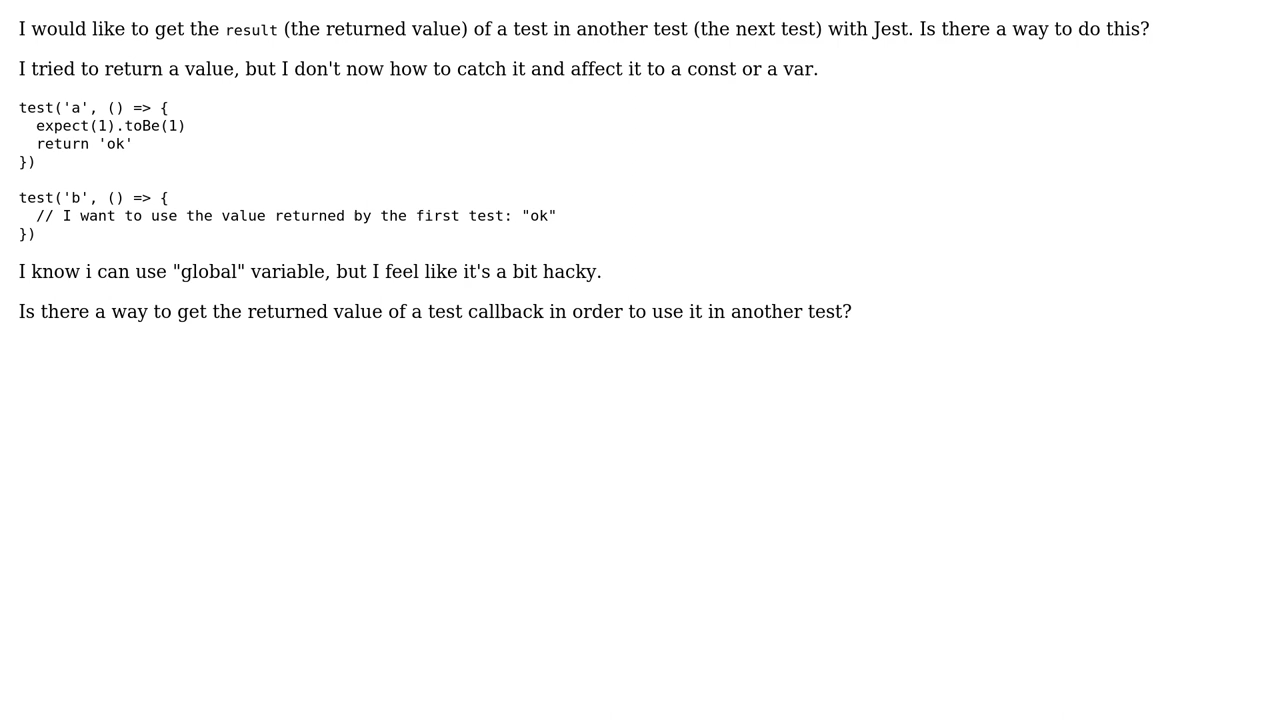 I would like to get the result (the returned value) of a test in another test (the next test) with Jest. Is there a way to do this?
I tried to return a value, but I don't now how to catch it and affect it to a const or a var.
test('a', () => {
  expect(1).toBe(1)
  return 'ok'
})
test('b', () => {
  // I want to use the value returned by the first test: "ok"
})
I know i can use "global" variable, but I feel like it's a bit hacky.
Is there a way to get the returned value of a test callback in order to use it in another test?